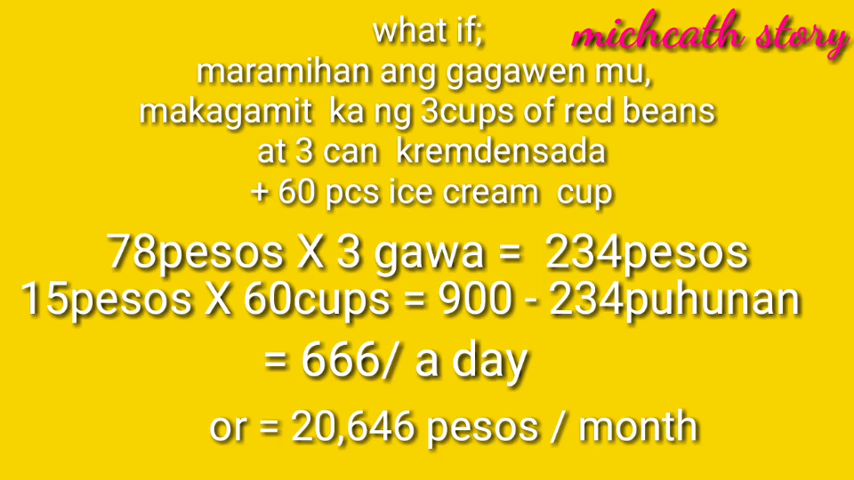 what if;
michcath story
maramihan ang gagawen mu,
makagamit ka ng 3cups of red beans
at 3 can kremdensada
+ 60 pcs ice cream cup
78pesos X 3 gawa = 234pesos
15pesos X 60cups = 900 - 234puhunan
= 666/ a day
or = 20,646 pesos / month